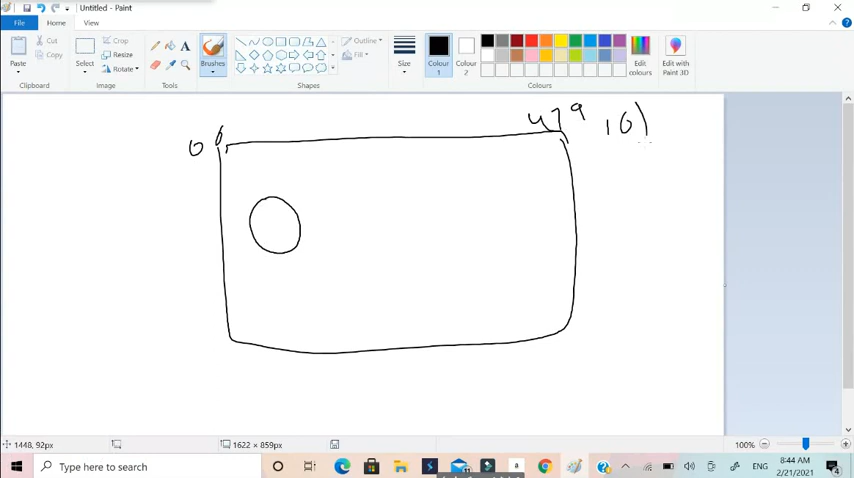 Untitled - Paint
File
Home
View
Paste
Cut
Copy
Clipboard
Select
Crop
Resize
Rotate
Image
Tools
Brushes
Shapes
Outline
Fill
Size
Colour
1
Colour
2
Edit
colours
Edit with
Paint 3D
Colours
0
479
,0)
0
1448, 92px
1622 × 859px
100%
Type here to search
a
ENG
8:44 AM
2/21/2021
4